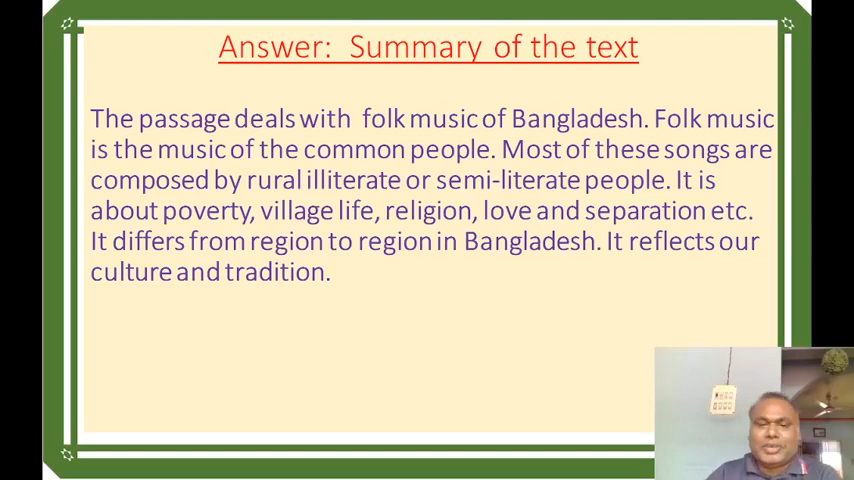 Answer: Summary of the text
The passage deals with folk music of Bangladesh. Folk music
is the music of the common people. Most of these songs are
composed by rural illiterate or semi-literate people. It is
about poverty, village life, religion, love and separation etc.
It differs from region to region in Bangladesh. It reflects our
culture and tradition.